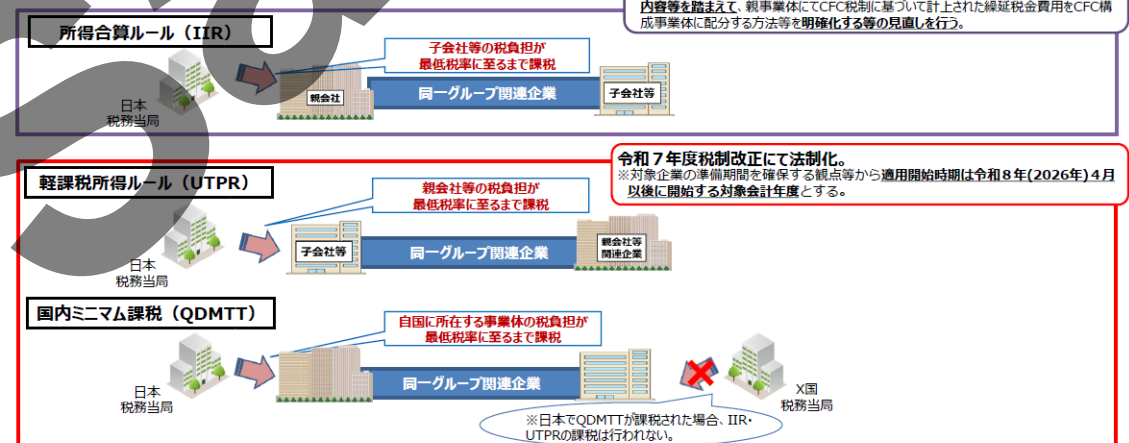 内容等を踏まえて、親事業体にCFC税制に基づいて計上された繰延税金費用をCFC構
成事業体に配分する方法等を明確化する等の見直しを行う。
所得合算ルール（IIR）
子会社等の税負担が
最低税率に至るまで課税
親会社
同一グループ関連企業
子会社等
日本
税務当局
令和７年度税制改正にて法制化。
※対象企業の準備期間を確保する観点等から適用開始時期は令和８年(2026年)４月
以後に開始する対象会計年度とする。
軽課税所得ルール（UTPR）
親会社等の税負担が
最低税率に至るまで課税
子会社等
同一グループ関連企業
親会社等
関連企業
日本
税務当局
国内ミニマム課税（QDMTT）
自国に所在する事業体の税負担が
最低税率に至るまで課税
同一グループ関連企業
日本
税務当局
X国
税務当局
※日本でQDMTTが課税された場合、IIR・
UTPRの課税は行われない。